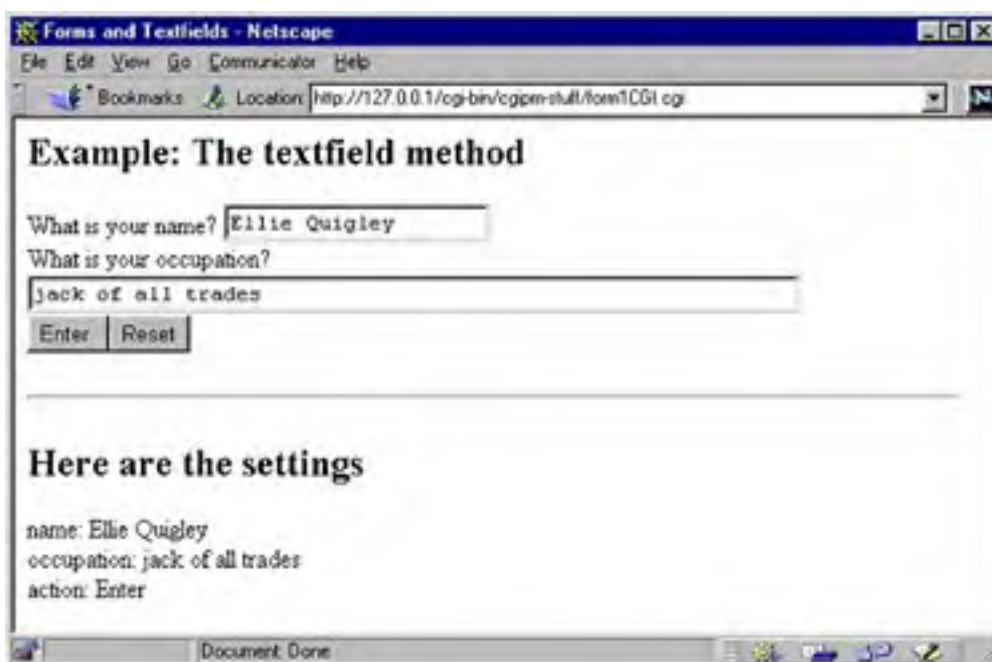 Forms and Textfields - Netscape
File Edit View Go Communicator Help
Bookmarks Location: http://127.0.0.1/cgi-bin/cgipm-stuff/form1CGI.cgi
Example: The textfield method
What is your name? Ellie Quigley
What is your occupation?
jack of all trades
Enter Reset
Here are the settings
name: Ellie Quigley
occupation: jack of all trades
action: Enter
Document: Done